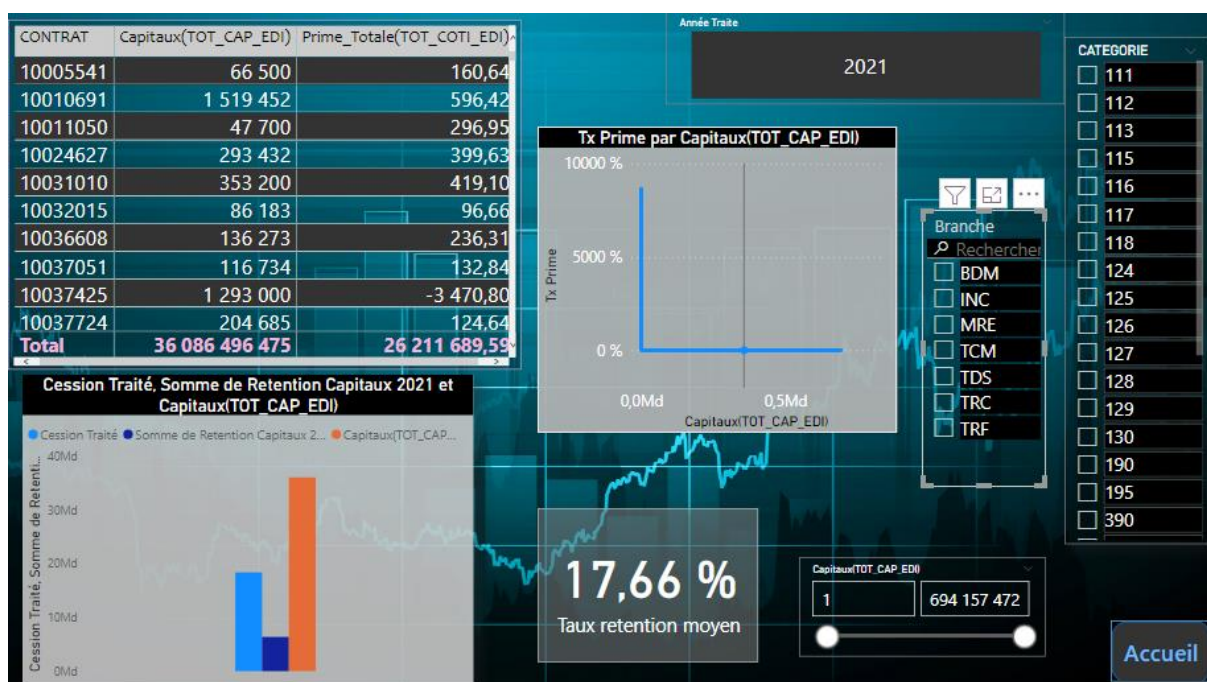 CONTRAT Capitaux(TOT_CAP_EDI) Prime_Totale(TOT_COTI_EDI)
10005541 66 500 160,64
10010691 1 519 452 596,42
10011050 47 700 296,95
10024627 293 432 399,63
10031010 353 200 419,10
10032015 86 183 96,66
10036608 136 273 236,31
10037051 116 734 132,84
10037425 1 293 000 -3 470,80
10037724 204 685 124,64
Total 36 086 496 475 26 211 689,59
Année Traite
2021
CATEGORIE
111
112
113
115
116
117
118
124
125
126
127
128
129
130
190
195
390
Tx Prime par Capitaux(TOT_CAP_EDI)
10000 %
5000 %
0 %
Tx Prime
0,0Md 0,5Md
Capitaux(TOT_CAP_EDI)
Branche
Rechercher
BDM
INC
MRE
TCM
TDS
TRC
TRF
Cession Traité, Somme de Retention Capitaux 2021 et
Capitaux(TOT_CAP_EDI)
Cession Traité Somme de Retention Capitaux 2... Capitaux(TOT_CAP...
Cession Traité, Somme de Retenti...
40Md
30Md
20Md
10Md
0Md
17,66 %
Taux retention moyen
Capitaux(TOT_CAP_EDI)
1 694 157 472
Accueil